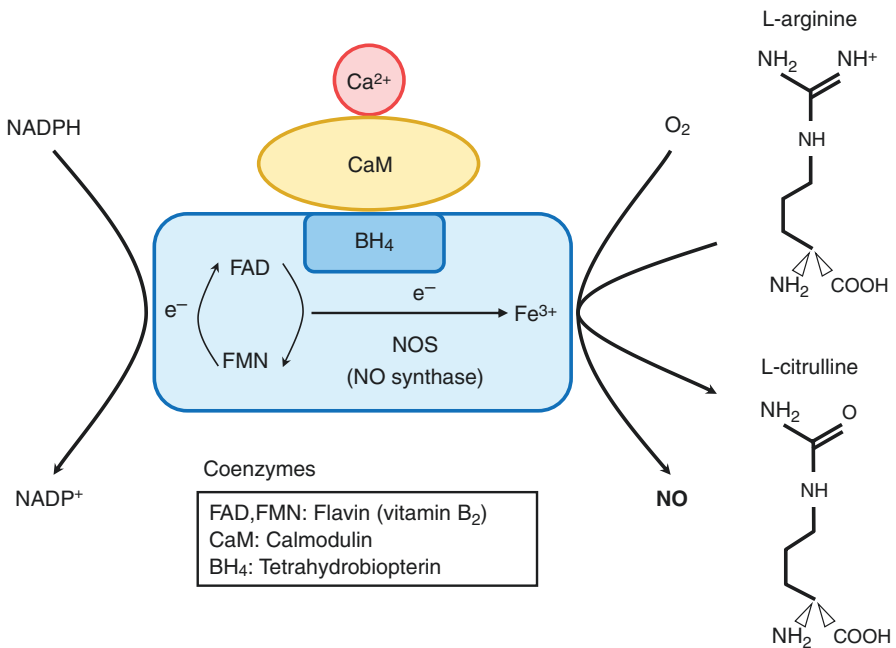 L-arginine
NH₂
NH⁺
NH
NH₂
COOH
Ca²⁺
NADPH
CaM
O₂
BH₄
FAD
e⁻
e⁻
Fe³⁺
FMN
NOS
(NO synthase)
L-citrulline
NH₂
O
NH
NH₂
COOH
NADP⁺
NO
Coenzymes
FAD,FMN: Flavin (vitamin B₂)
CaM: Calmodulin
BH₄: Tetrahydrobiopterin